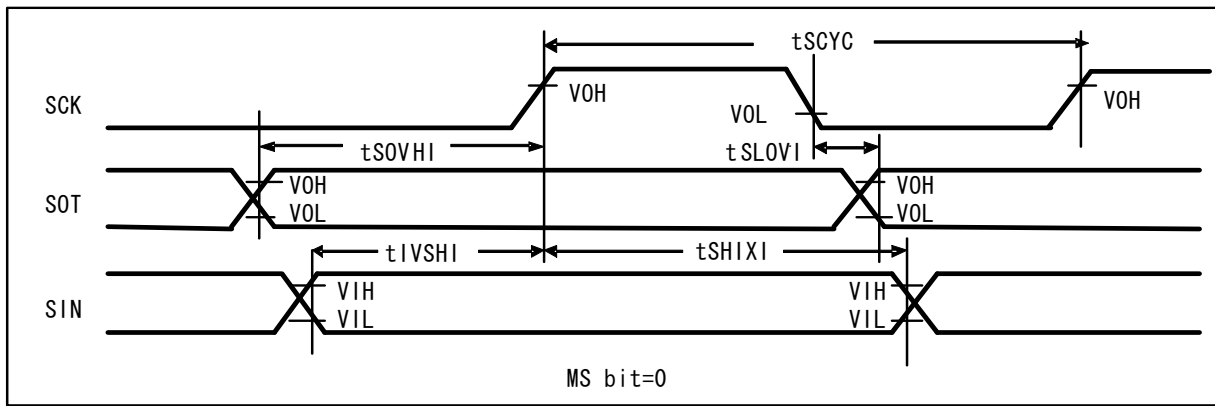 tSCYC
SCK
VOH
VOL
VOH
tSOVHI
tSLOVI
SOT
VOH
VOL
VOH
VOL
tIVSHI
tSHIXI
SIN
VIH
VIL
VIH
VIL
MS bit=0